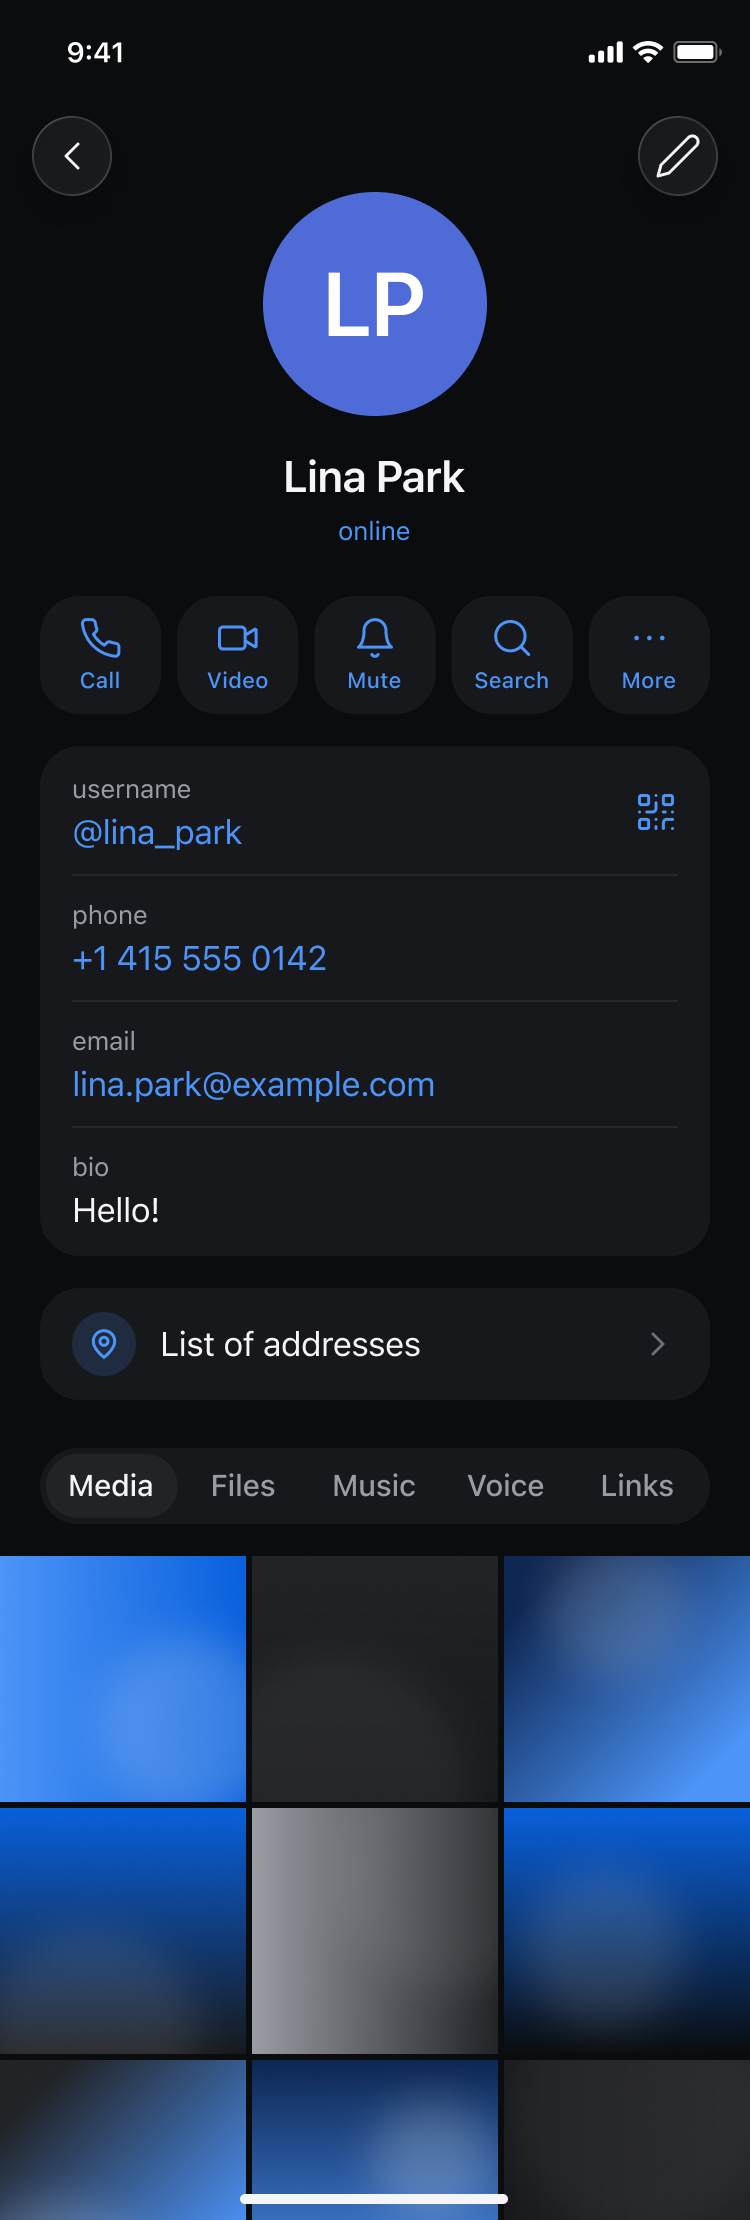 9:41
LP
Lina Park
online
Call Video Mute Search More
username
@lina_park
phone
+1 415 555 0142
email
lina.park@example.com
bio
Hello!
List of addresses
Media Files Music Voice Links